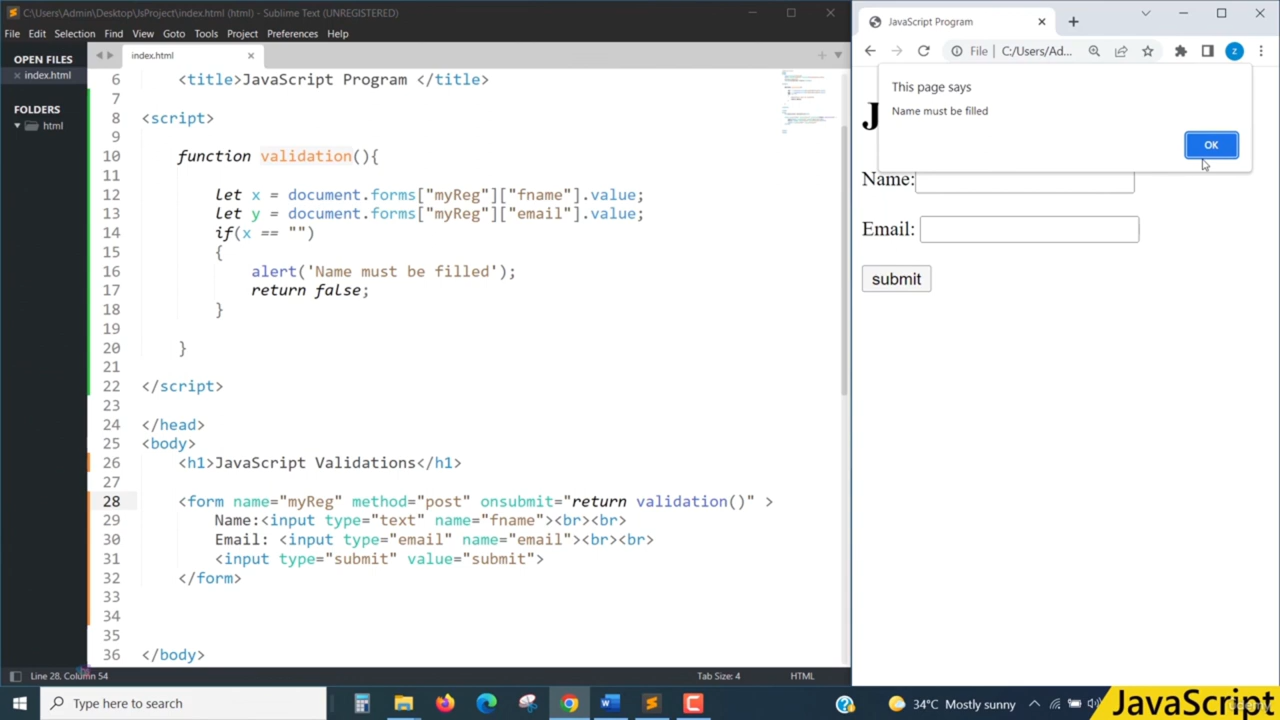 C:\Users\Admin\Desktop\JsProject\index.html (html) - Sublime Text (UNREGISTERED)
File Edit Selection Find View Goto Tools Project Preferences Help
OPEN FILES
index.html
FOLDERS
html
index.html
6 <title>JavaScript Program </title>
7
8 <script>
9
10 function validation(){
11
12 let x = document.forms["myReg"]["fname"].value;
13 let y = document.forms["myReg"]["email"].value;
14 if(x == "")
15 {
16 alert('Name must be filled');
17 return false;
18 }
19
20 }
21
22 </script>
23
24 </head>
25 <body>
26 <h1>JavaScript Validations</h1>
27
28 <form name="myReg" method="post" onsubmit="return validation()" >
29 Name:<input type="text" name="fname"><br><br>
30 Email: <input type="email" name="email"><br><br>
31 <input type="submit" value="submit">
32 </form>
33
34
35
36 </body>
Line 28, Column 54
Tab Size: 4
HTML
JavaScript Program
File C:/Users/Ad...
Z
This page says
Name must be filled
OK
J
Name:
Email:
submit
Type here to search
34°C Mostly sunny
JavaScript